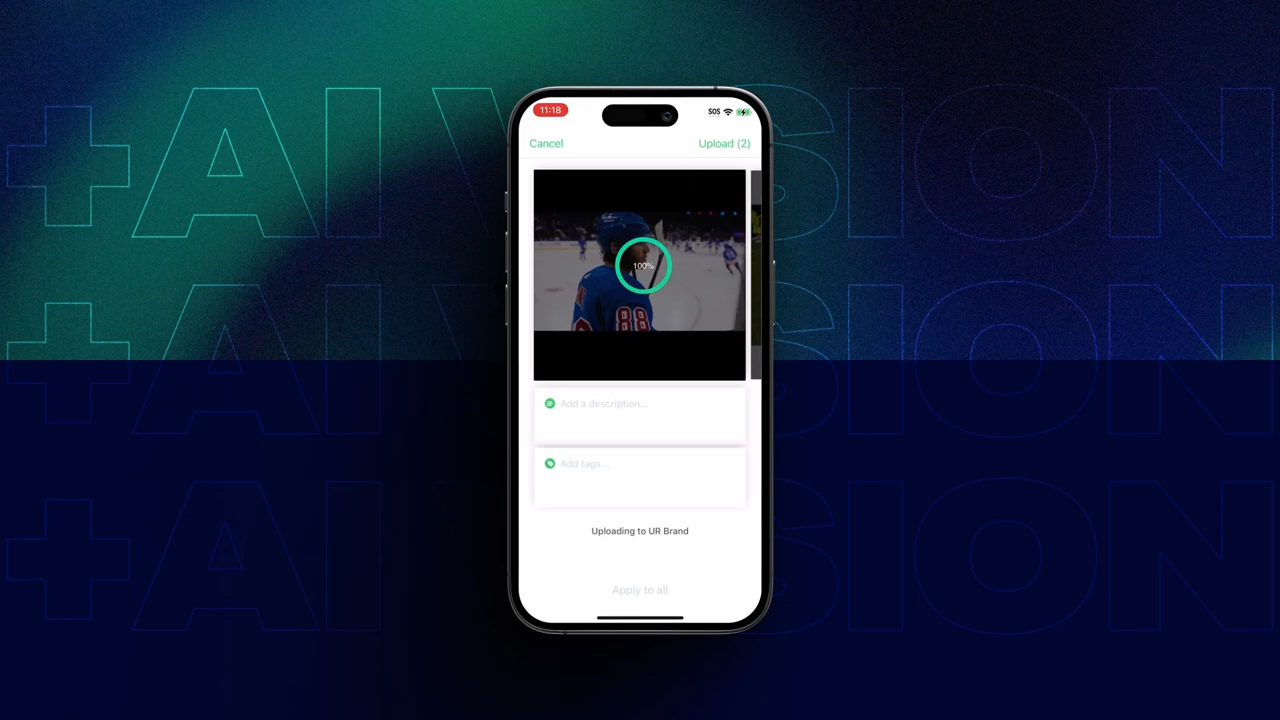 +AI VISION
+AI VISION
+AI VISION
11:18
SOS
Cancel
Upload (2)
100%
88
Add a description...
Add tags...
Uploading to UR Brand
Apply to all